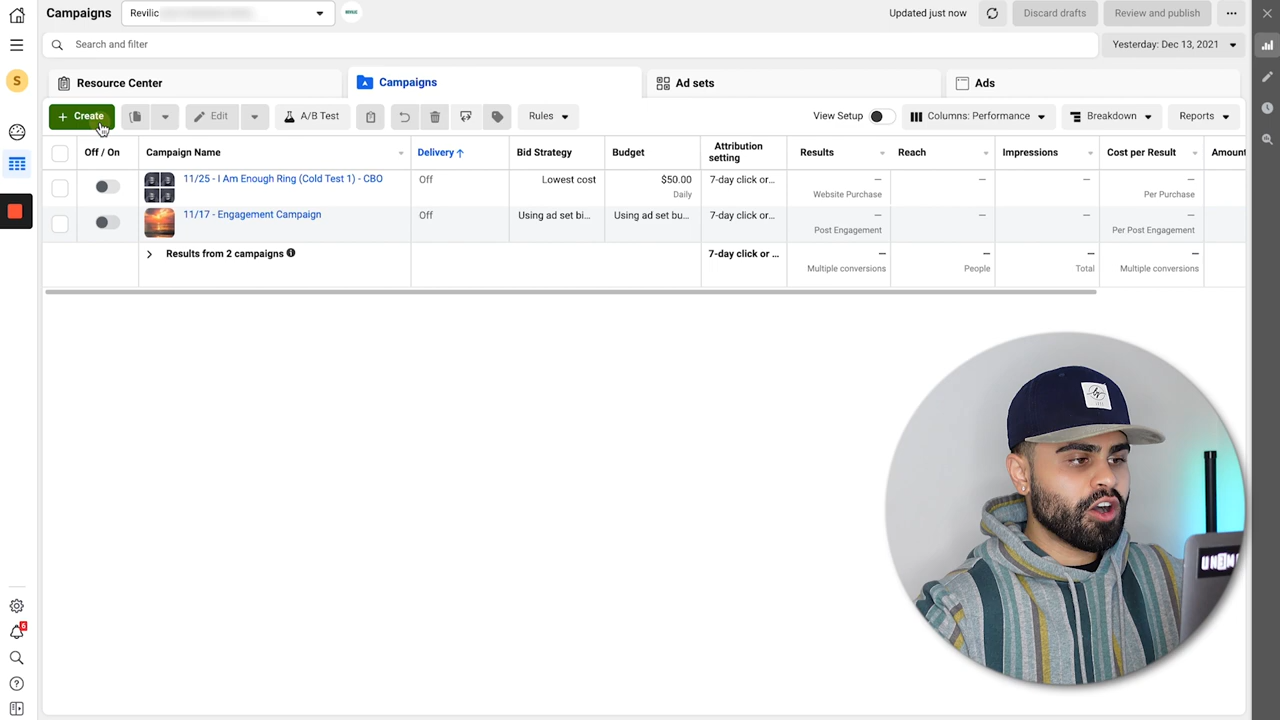 Campaigns
Revilic
Updated just now
Discard drafts
Review and publish
Search and filter
Yesterday: Dec 13, 2021
S
Resource Center
Campaigns
Ad sets
Ads
+ Create
Edit
A/B Test
Rules
View Setup
Columns: Performance
Breakdown
Reports
Off / On
Campaign Name
Delivery ↑
Bid Strategy
Budget
Attribution
setting
Results
Reach
Impressions
Cost per Result
Amount
11/25 - I Am Enough Ring (Cold Test 1) - CBO
Off
Lowest cost
$50.00
Daily
7-day click or...
—
Website Purchase
—
—
—
Per Purchase
11/17 - Engagement Campaign
Off
Using ad set bi...
Using ad set bu...
7-day click or...
—
Post Engagement
—
—
—
Per Post Engagement
Results from 2 campaigns
7-day click or ...
—
Multiple conversions
—
People
—
Total
—
Multiple conversions